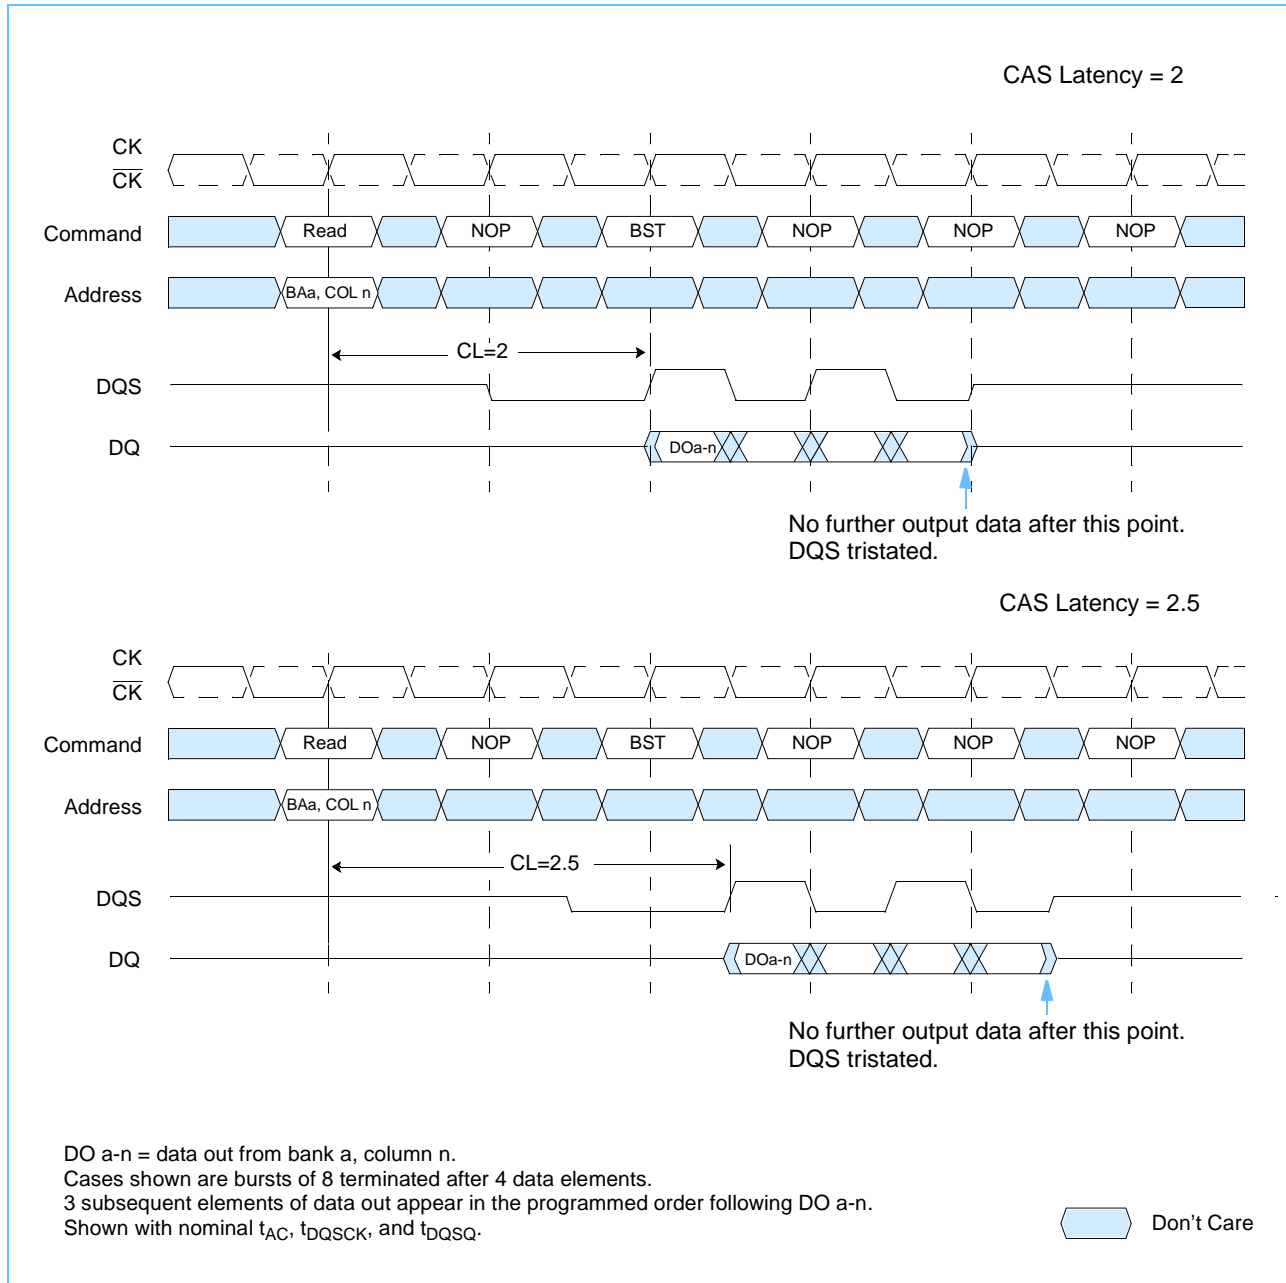 CAS Latency = 2
CK
CK
Command Read NOP BST NOP NOP NOP
Address BAa, COL n
CL=2
DQS
DQ DOa-n
No further output data after this point.
DQS tristated.
CAS Latency = 2.5
CK
CK
Command Read NOP BST NOP NOP NOP
Address BAa, COL n
CL=2.5
DQS
DQ DOa-n
No further output data after this point.
DQS tristated.
DO a-n = data out from bank a, column n.
Cases shown are bursts of 8 terminated after 4 data elements.
3 subsequent elements of data out appear in the programmed order following DO a-n.
Shown with nominal tAC, tDQSCK, and tDQSQ.
Don't Care